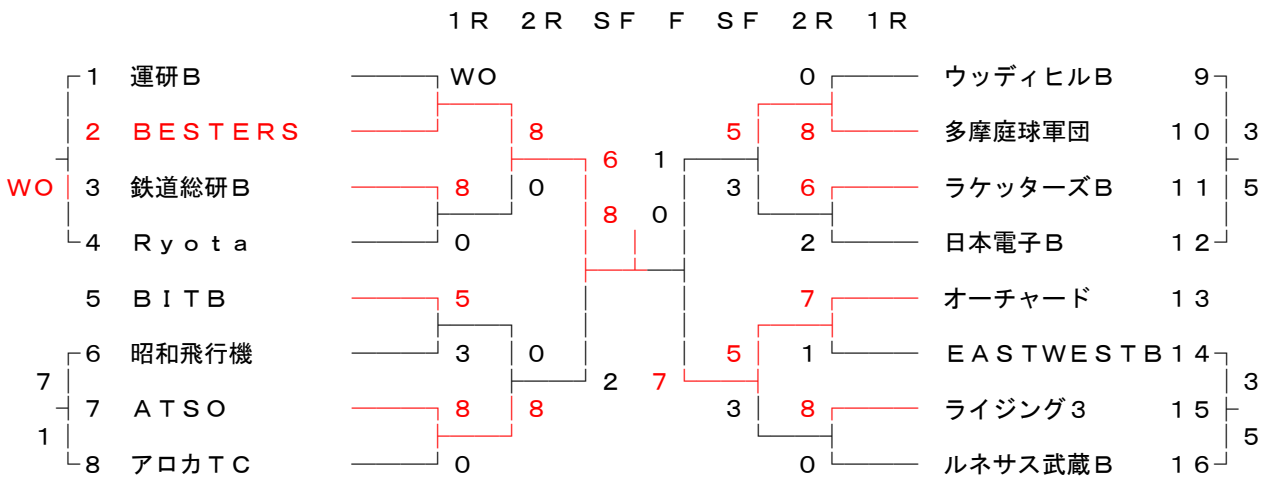 １Ｒ ２Ｒ ＳＦ Ｆ ＳＦ ２Ｒ １Ｒ
１ 運研Ｂ ＷＯ ０ ウッディヒルＢ ９
２ ＢＥＳＴＥＲＳ ８ ５ ８ 多摩庭球軍団 １０ ３
６ １
ＷＯ ３ 鉄道総研Ｂ ８ ０ ３ ６ ラケッターズＢ １１ ５
８ ０
４ Ｒｙｏｔａ ０ ２ 日本電子Ｂ １２
５ ＢＩＴＢ ５ ７ オーチャード １３
６ 昭和飛行機 ３ ０ ５ １ ＥＡＳＴＷＥＳＴＢ １４
７ ２ ７ ３
７ ＡＴＳＯ ８ ８ ３ ８ ライジング３ １５
１ ５
８ アロカＴＣ ０ ０ ルネサス武蔵Ｂ １６